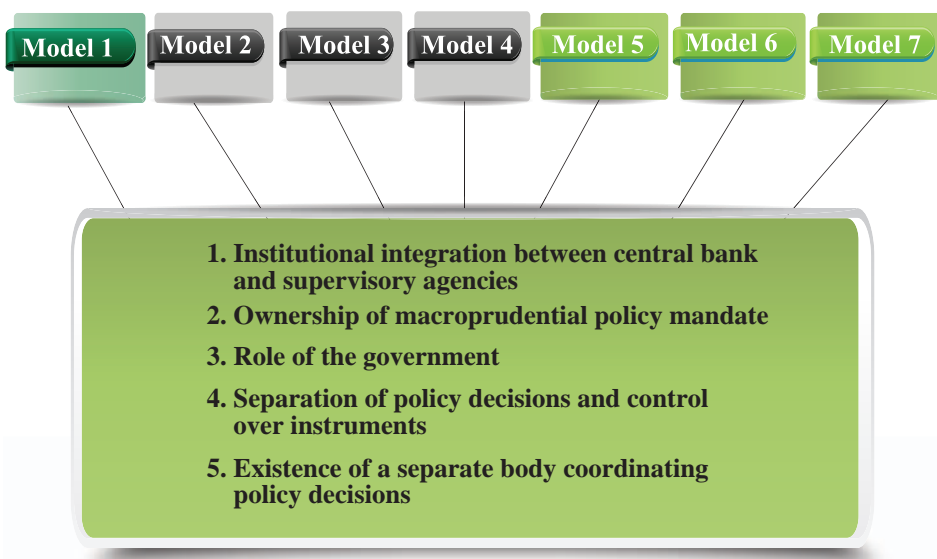 Model 1
Model 2
Model 3
Model 4
Model 5
Model 6
Model 7
1. Institutional integration between central bank
and supervisory agencies
2. Ownership of macroprudential policy mandate
3. Role of the government
4. Separation of policy decisions and control
over instruments
5. Existence of a separate body coordinating
policy decisions